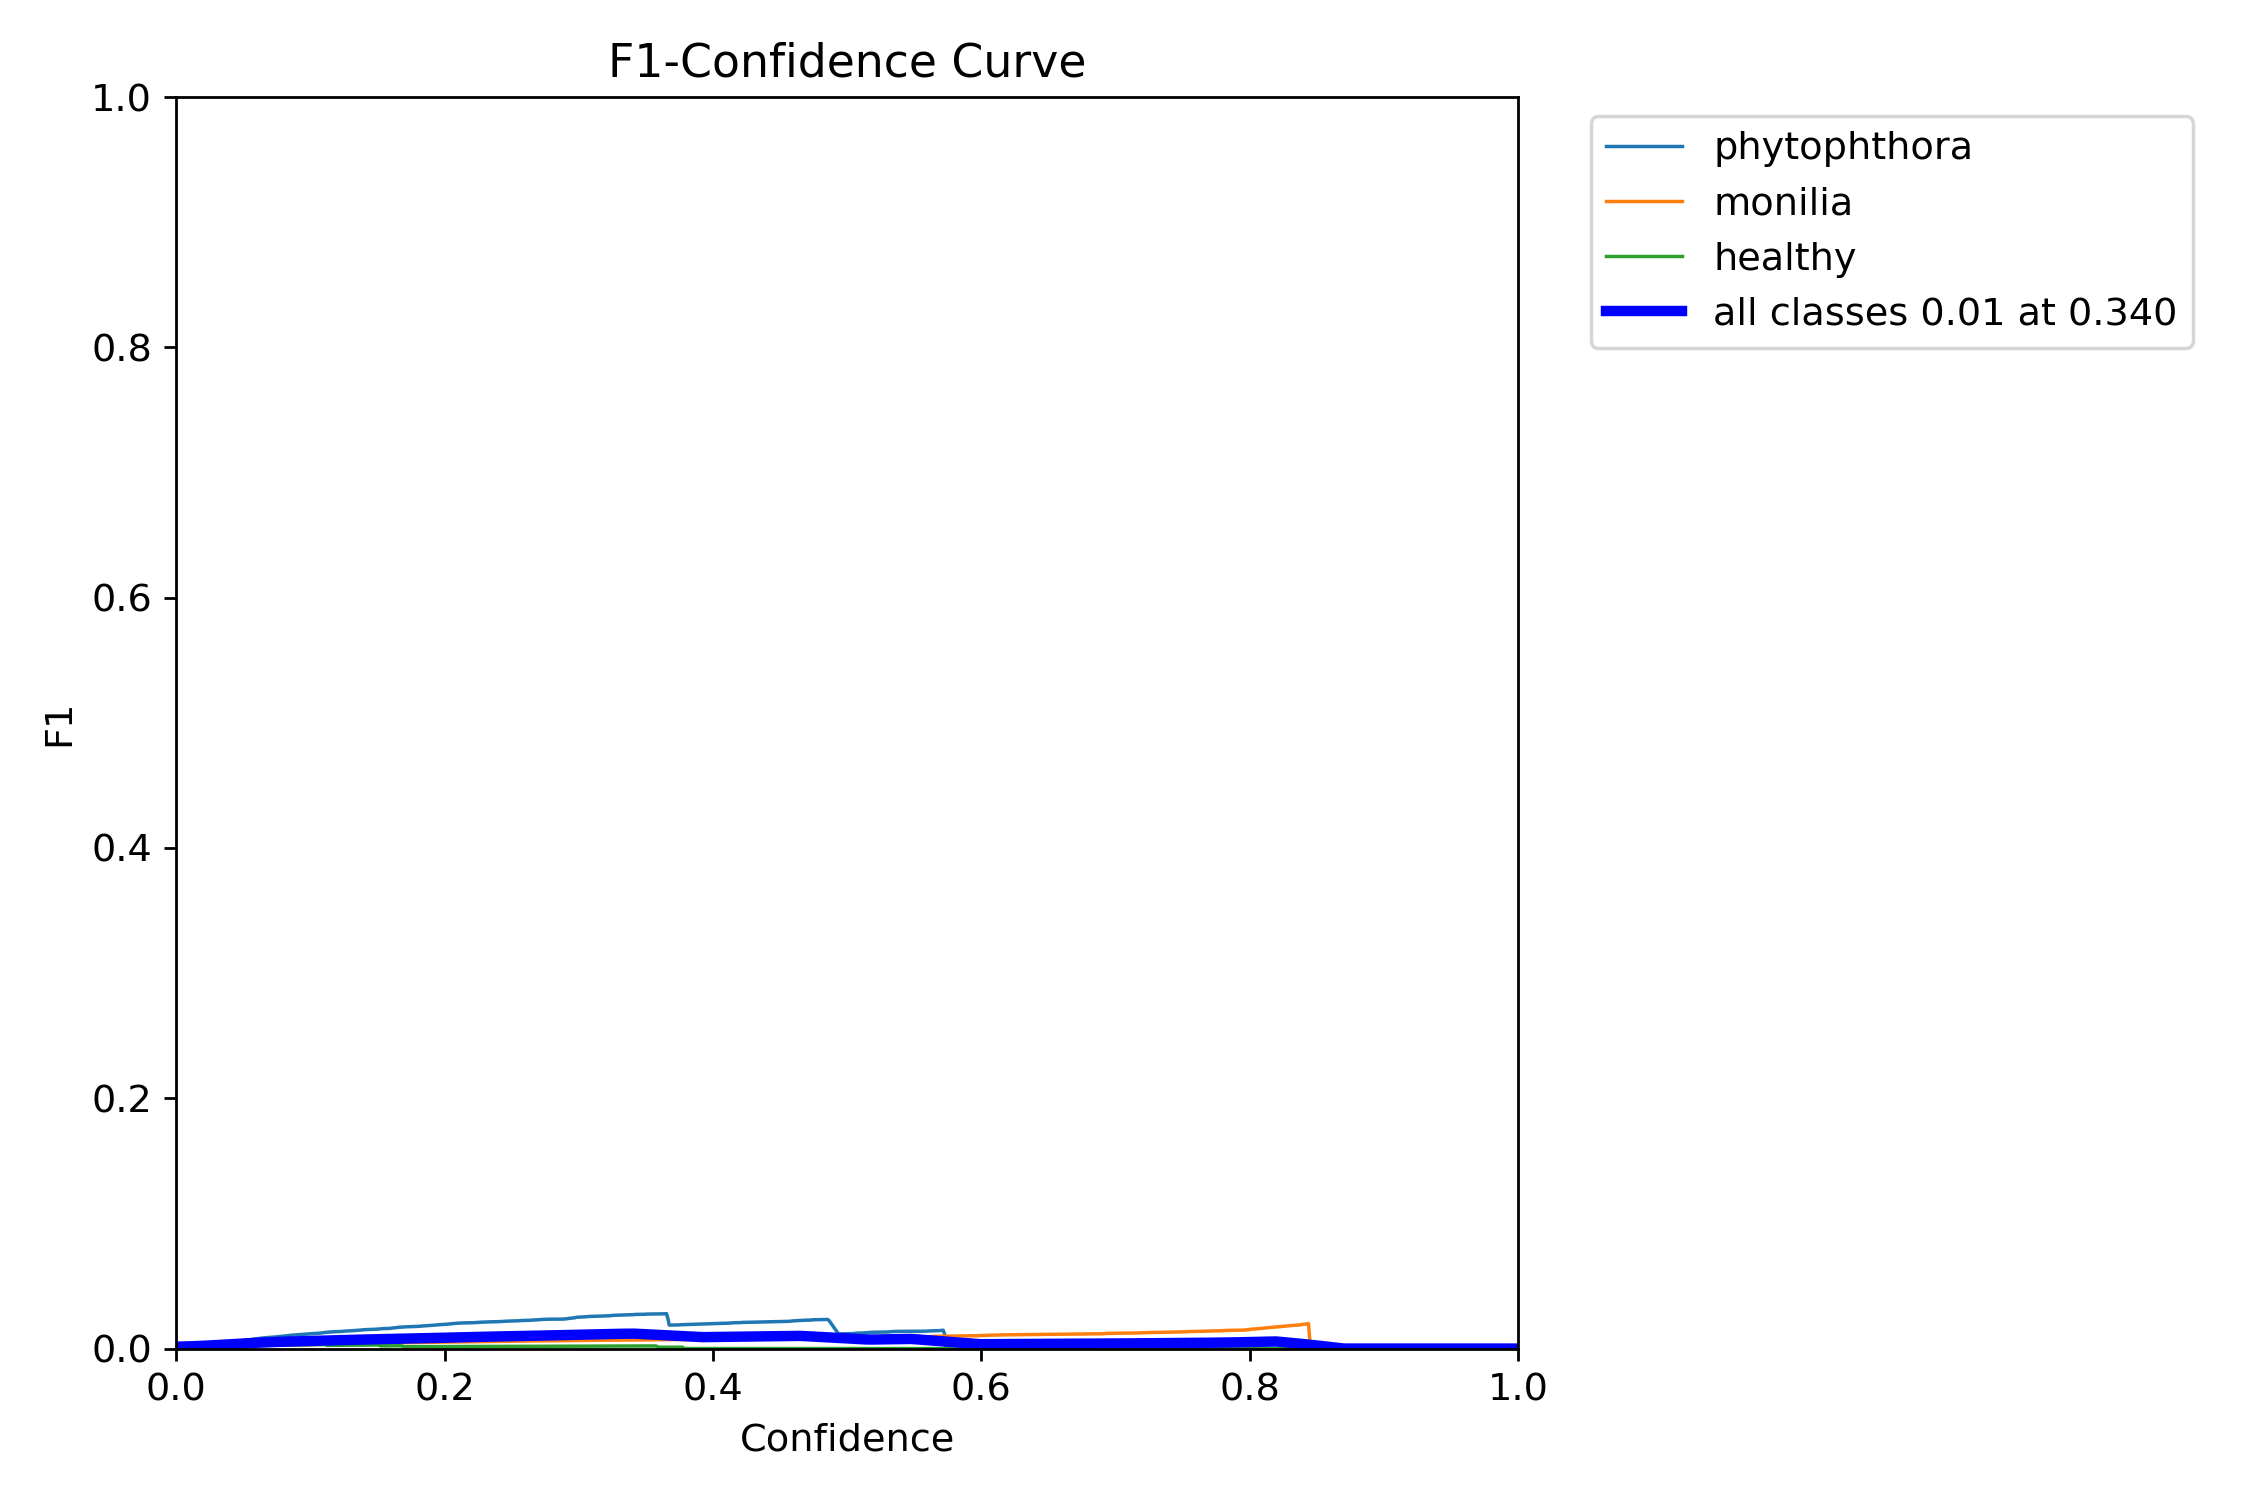 F1-Confidence Curve
1.0
0.8
0.6
0.4
0.2
0.0
F1
0.0 0.2 0.4 0.6 0.8 1.0
Confidence
phytophthora
monilia
healthy
all classes 0.01 at 0.340